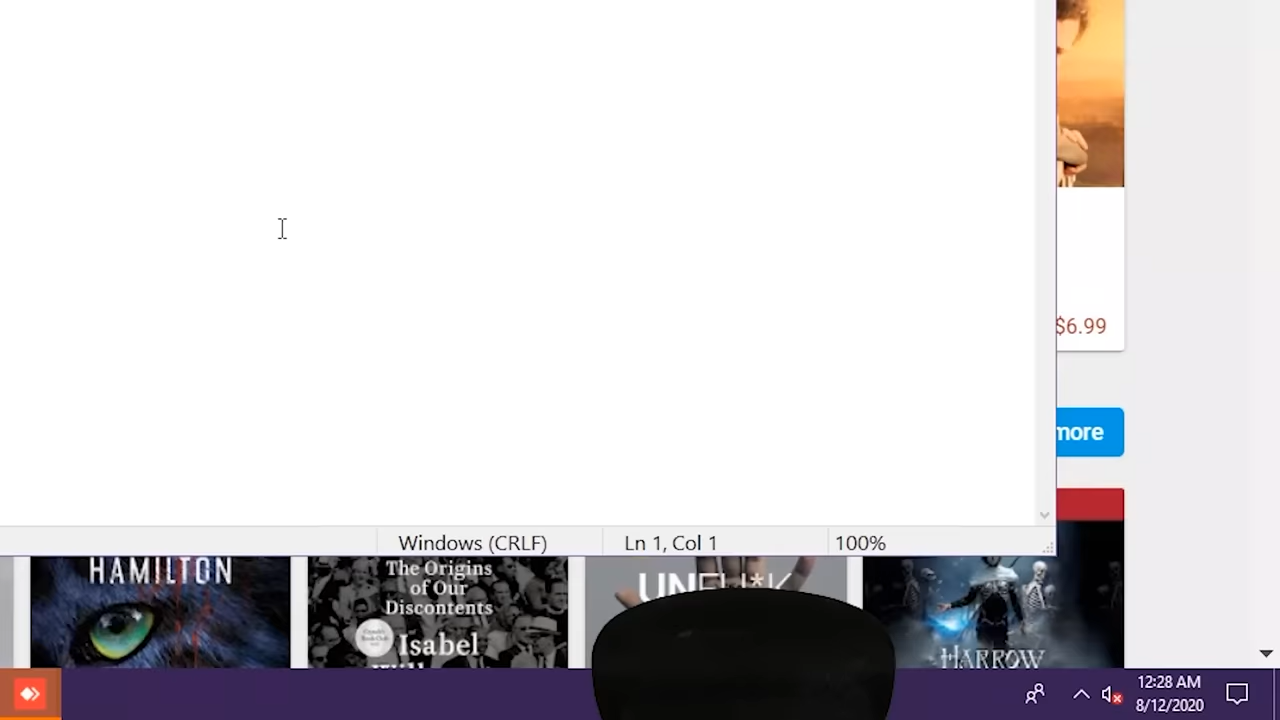 $6.99
more
Windows (CRLF)
Ln 1, Col 1
100%
HAMILTON
The Origins
of Our
Discontents
Isabel
HARROW
12:28 AM
8/12/2020